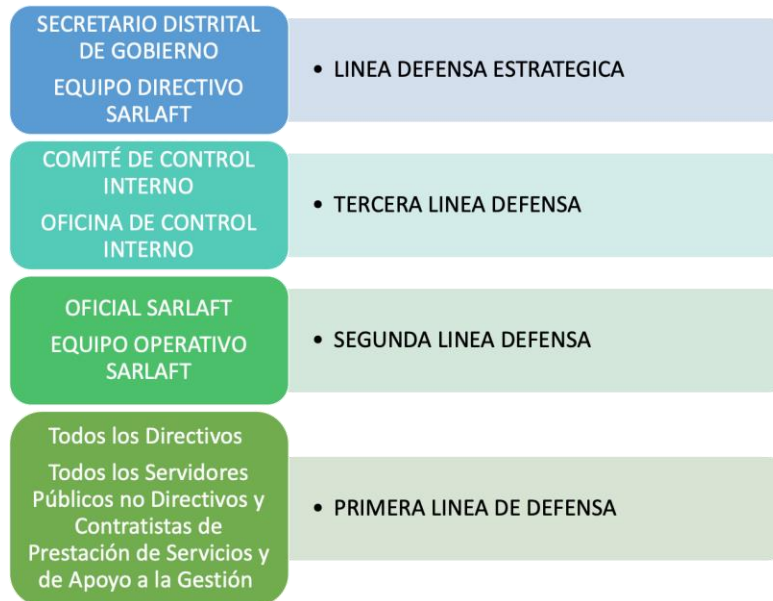 SECRETARIO DISTRITAL
DE GOBIERNO
EQUIPO DIRECTIVO
SARLAFT
• LINEA DEFENSA ESTRATEGICA
COMITÉ DE CONTROL
INTERNO
OFICINA DE CONTROL
INTERNO
• TERCERA LINEA DEFENSA
OFICIAL SARLAFT
EQUIPO OPERATIVO
SARLAFT
• SEGUNDA LINEA DEFENSA
Todos los Directivos
Todos los Servidores
Públicos no Directivos y
Contratistas de
Prestación de Servicios y
de Apoyo a la Gestión
• PRIMERA LINEA DE DEFENSA